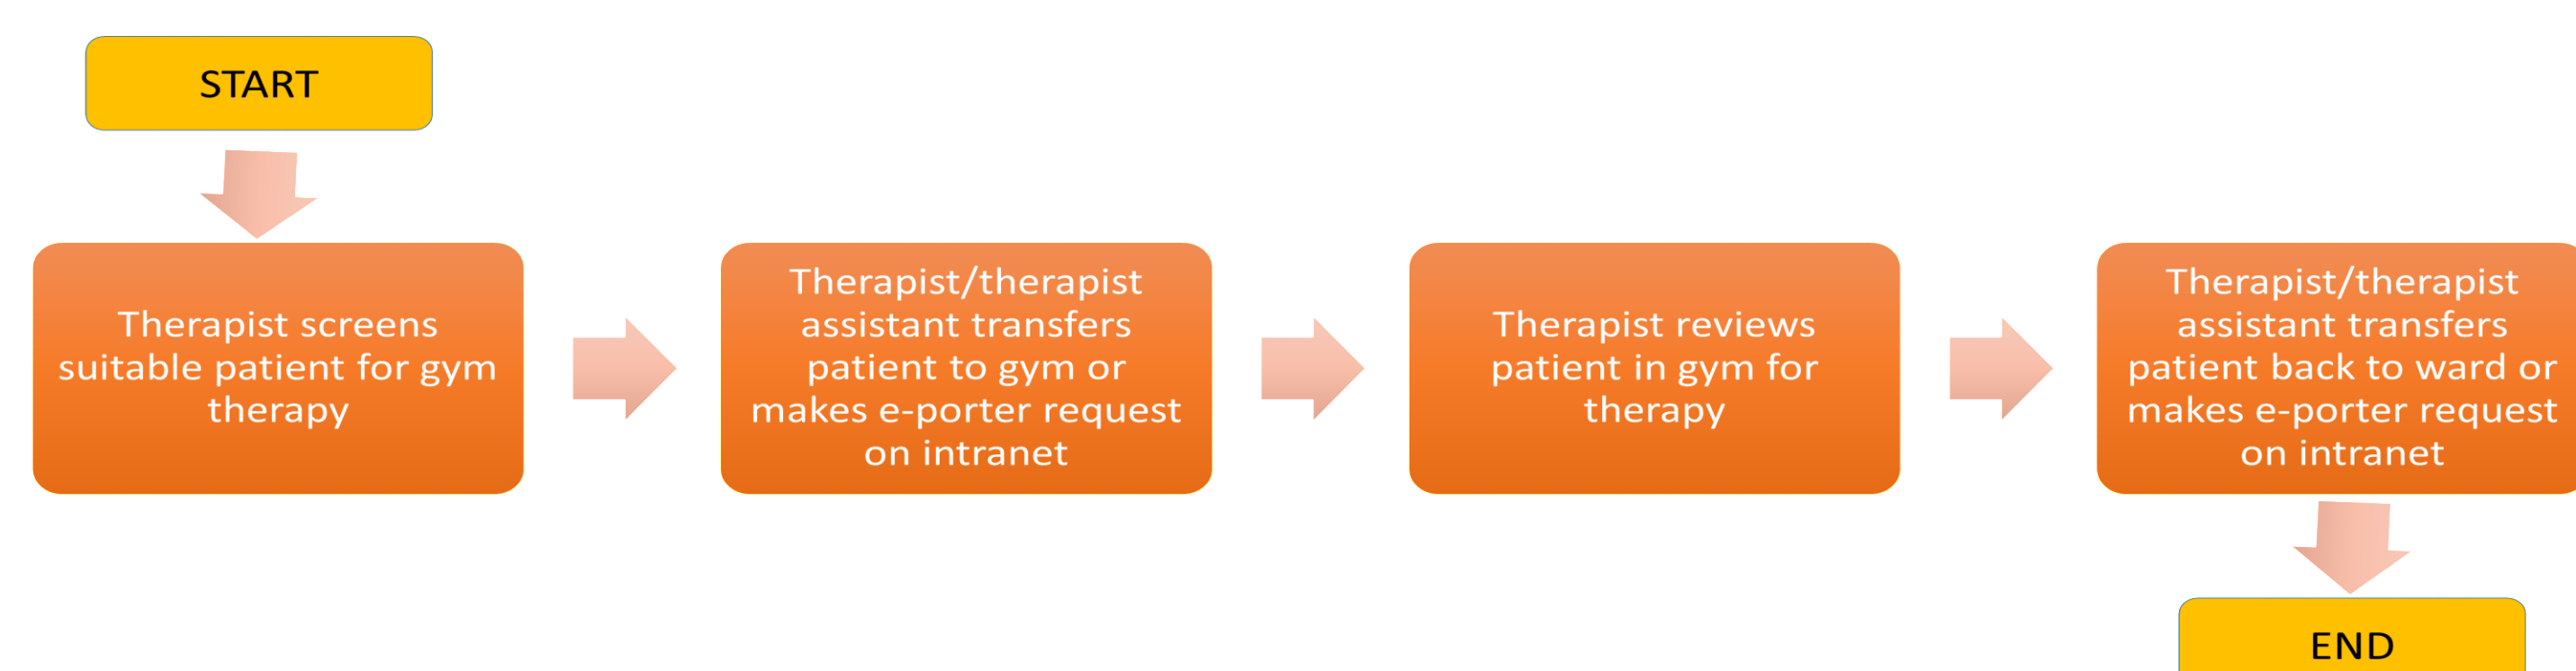 START
Therapist screens
suitable patient for gym
therapy
Therapist/therapist
assistant transfers
patient to gym or
makes e-porter request
on intranet
Therapist reviews
patient in gym for
therapy
Therapist/therapist
assistant transfers
patient back to ward or
makes e-porter request
on intranet
END